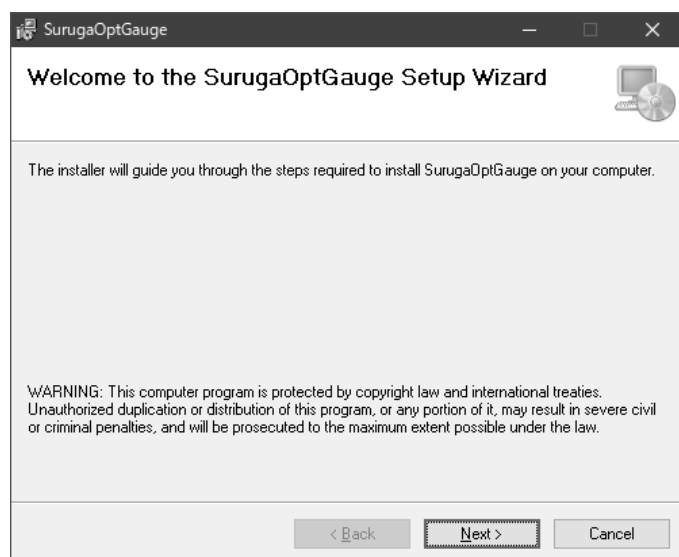 SurugaOptGauge
Welcome to the SurugaOptGauge Setup Wizard
The installer will guide you through the steps required to install SurugaOptGauge on your computer.
WARNING: This computer program is protected by copyright law and international treaties.
Unauthorized duplication or distribution of this program, or any portion of it, may result in severe civil
or criminal penalties, and will be prosecuted to the maximum extent possible under the law.
< Back Next > Cancel